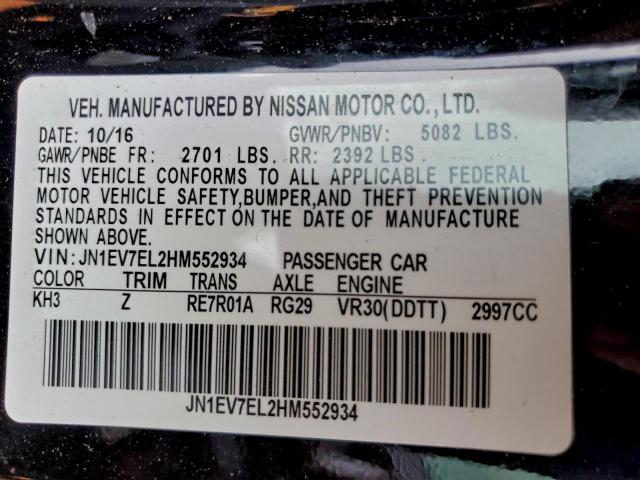 VEH. MANUFACTURED BY NISSAN MOTOR CO., LTD.
DATE: 10/16 GVWR/PNBV: 5082 LBS.
GAWR/PNBE FR: 2701 LBS. RR: 2392 LBS.
THIS VEHICLE CONFORMS TO ALL APPLICABLE FEDERAL
MOTOR VEHICLE SAFETY,BUMPER,AND THEFT PREVENTION
STANDARDS IN EFFECT ON THE DATE OF MANUFACTURE
SHOWN ABOVE.
VIN:JN1EV7EL2HM552934 PASSENGER CAR
COLOR TRIM TRANS AXLE ENGINE
KH3 Z RE7R01A RG29 VR30(DDTT) 2997CC
JN1EV7EL2HM552934